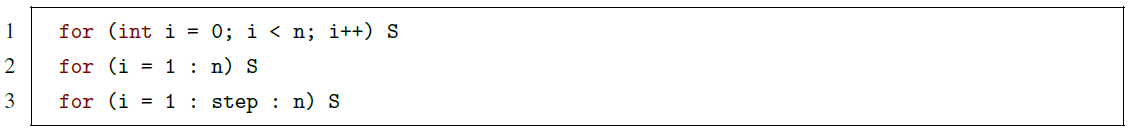 1 for (int i = 0; i < n; i++) S
2 for (i = 1 : n) S
3 for (i = 1 : step : n) S